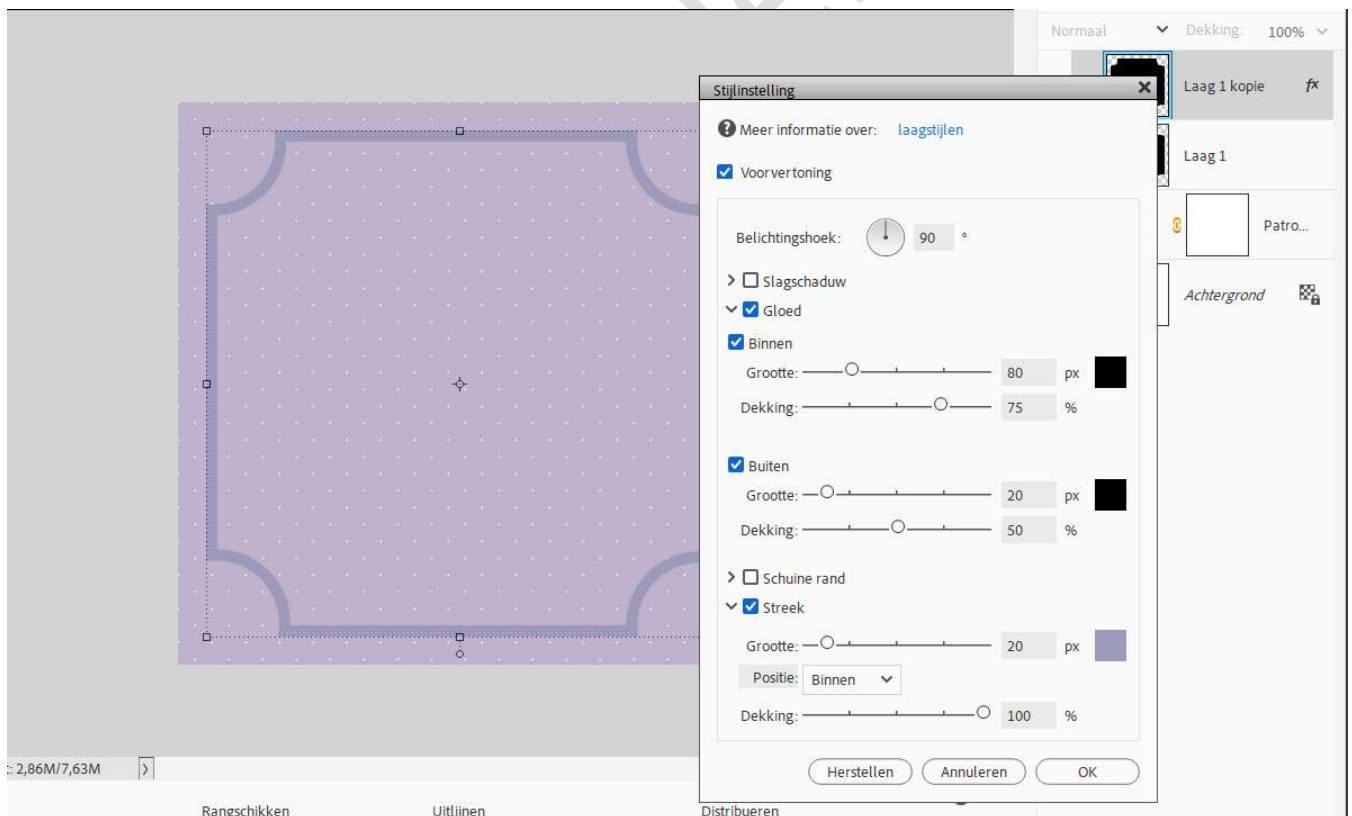 Normaal Dekking: 100%
Laag 1 kopie fx
Laag 1
Patro...
Achtergrond
Stijlinstelling
Meer informatie over: laagstijlen
Voorvertoning
Belichtingshoek: 90 °
Slagschaduw
Gloed
Binnen
Grootte: 80 px
Dekking: 75 %
Buiten
Grootte: 20 px
Dekking: 50 %
Schuine rand
Streek
Grootte: 20 px
Positie: Binnen
Dekking: 100 %
Herstellen Annuleren OK
: 2,86M/7,63M
Rangschikken Uitlijnen Distribueren